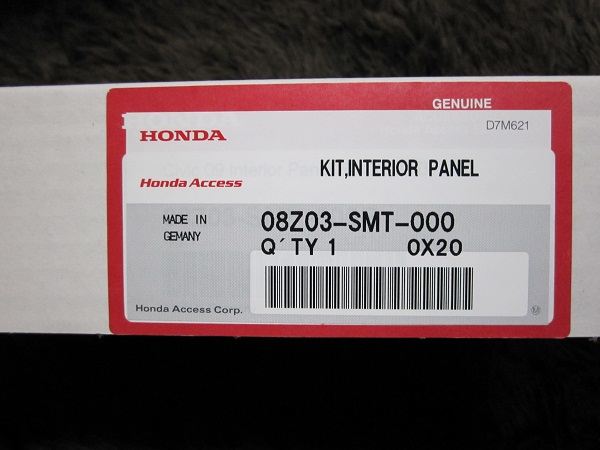 GENUINE
D7M621
HONDA
KIT,INTERIOR PANEL
Honda Access
MADE IN
GEMANY
08Z03-SMT-000
Q´TY 1 0X20
Honda Access Corp.
M